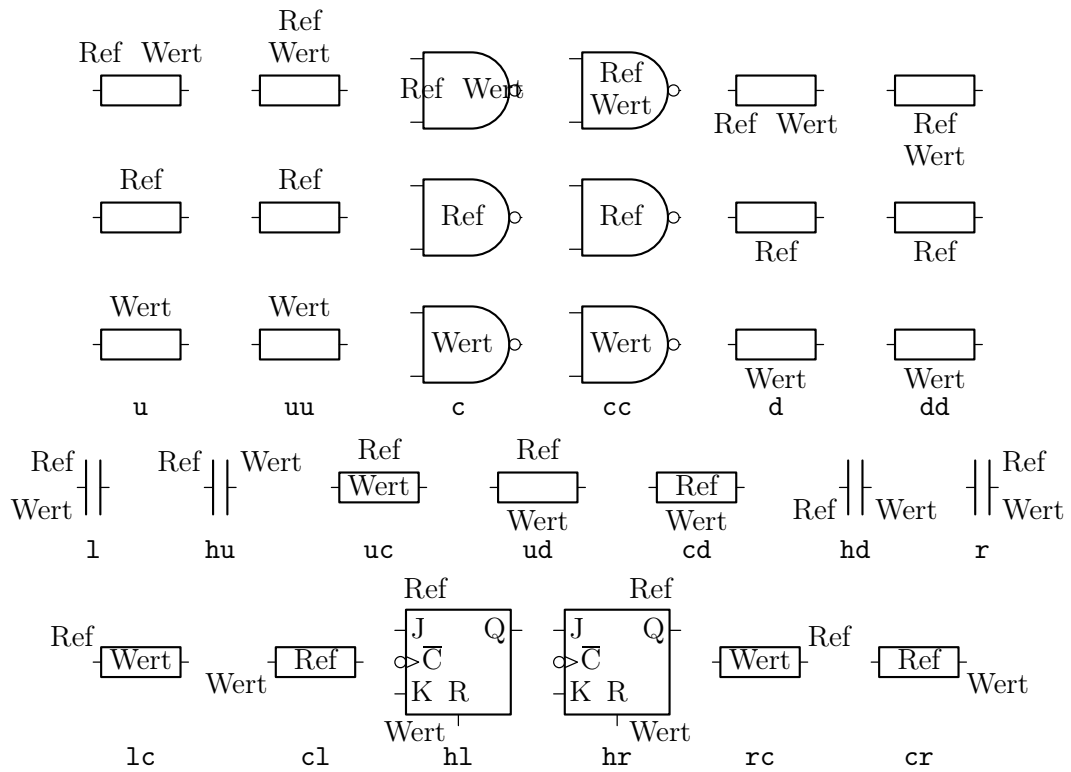 Ref
Ref Wert Wert
Ref Wert Ref Wert
Ref Wert Ref Wert
Ref Ref Ref Ref Ref Ref
Wert Wert Wert Wert Wert Wert
u uu c cc d dd
Ref Ref Wert Ref Ref Ref
Wert Wert Ref
Wert Wert Wert Ref Wert Wert
l hu uc ud cd hd r
Ref Ref
J Q J Q
Ref Wert Ref C C Wert Ref Ref
Wert K R K R Wert
Wert Wert
lc cl hl hr rc cr